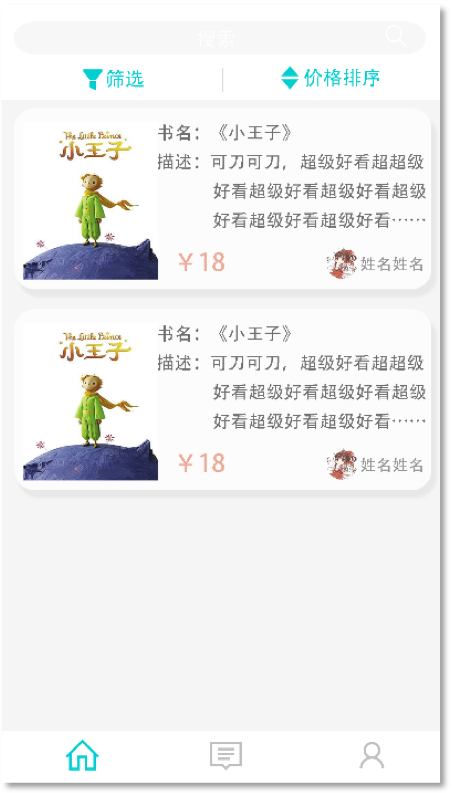 搜索
筛选
价格排序
The Little Prince
小王子
书名：《小王子》
描述：可刀可刀，超级好看超超级
好看超级好看超级好看超级
好看超级好看超级好看……
￥18
姓名姓名
The Little Prince
小王子
书名：《小王子》
描述：可刀可刀，超级好看超超级
好看超级好看超级好看超级
好看超级好看超级好看……
￥18
姓名姓名